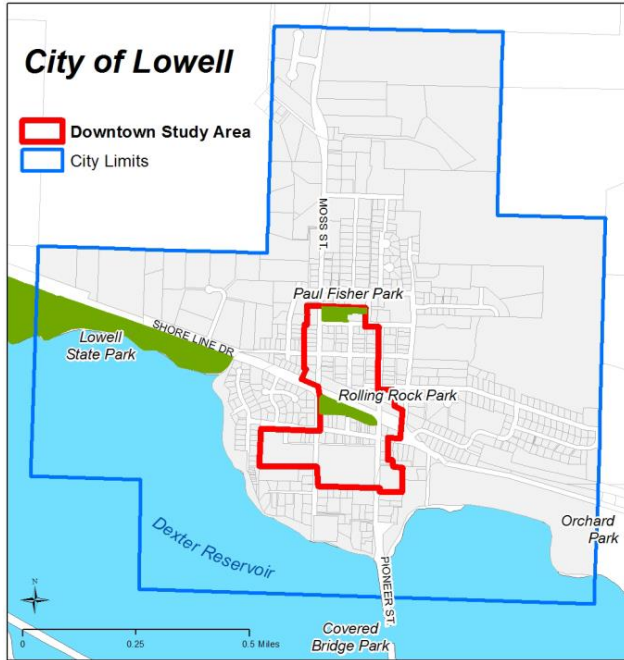 City of Lowell
Downtown Study Area
City Limits
MOSS ST.
Paul Fisher Park
SHORE LINE DR
Lowell
State Park
Rolling Rock Park
Orchard
Park
Dexter Reservoir
PIONEER ST.
N
Covered
Bridge Park
0 0.25 0.5 Miles